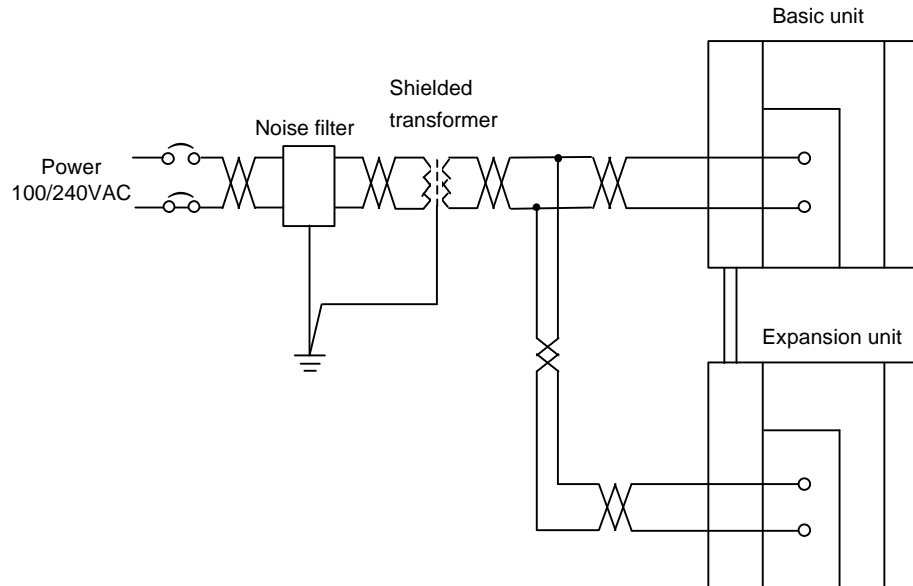 Basic unit
Shielded
transformer
Noise filter
Power
100/240VAC
Expansion unit